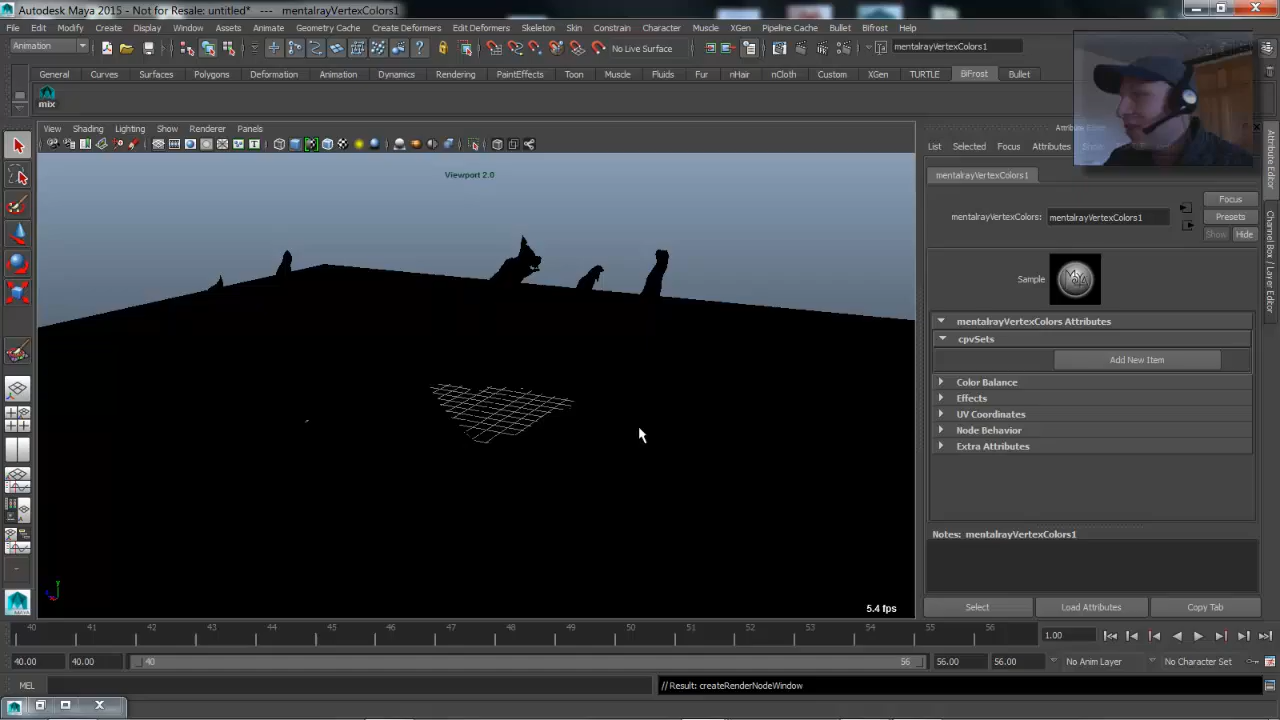 Autodesk Maya 2015 - Not for Resale: untitled* --- mentalrayVertexColors1
File Edit Modify Create Display Window Assets Animate Geometry Cache Create Deformers Edit Deformers Skeleton Skin Constrain Character Muscle XGen Pipeline Cache Bullet Bifrost Help
Animation No Live Surface mentalrayVertexColors1
General Curves Surfaces Polygons Deformation Animation Dynamics Rendering PaintEffects Toon Muscle Fluids Fur nHair nCloth Custom XGen TURTLE BiFrost Bullet
mix
View Shading Lighting Show Renderer Panels
Viewport 2.0
List Selected Focus Attributes
mentalrayVertexColors1
Focus
mentalrayVertexColors: mentalrayVertexColors1
Presets
Show Hide
Sample
mentalrayVertexColors Attributes
cpvSets
Add New Item
Color Balance
Effects
UV Coordinates
Node Behavior
Extra Attributes
Notes: mentalrayVertexColors1
Select Load Attributes Copy Tab
Attribute Editor
Channel Box / Layer Editor
5.4 fps
40 41 42 43 44 45 46 47 48 49 50 51 52 53 54 55 56
1.00
40.00 40.00 40 56 56.00 56.00 No Anim Layer No Character Set
MEL // Result: createRenderNodeWindow